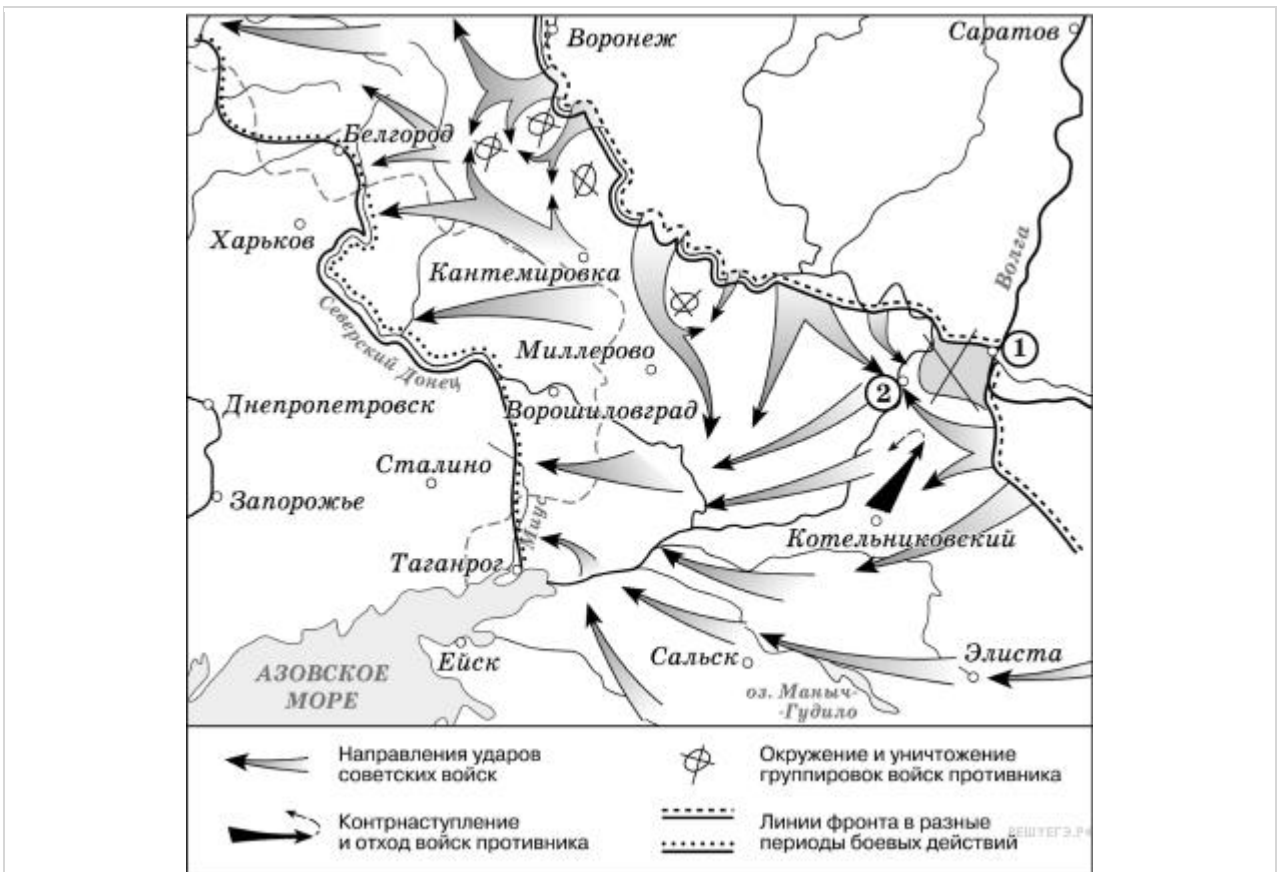 Воронеж
Саратов
Белгород
Харьков
Волга
Кантемировка
Северский Донец
Миллерово
1
2
Днепропетровск
Ворошиловград
Сталино
Запорожье
Миус
Котельниковский
Таганрог
АЗОВСКОЕ
МОРЕ
Ейск
Сальск
Элиста
оз. Маныч-
-Гудило
Направления ударов
советских войск
Окружение и уничтожение
группировок войск противника
Контрнаступление
и отход войск противника
Линии фронта в разные
периоды боевых действий
РЕШУЕГЭ.РФ